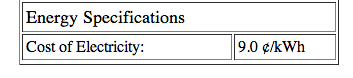 Energy Specifications
Cost of Electricity: 9.0 ¢/kWh